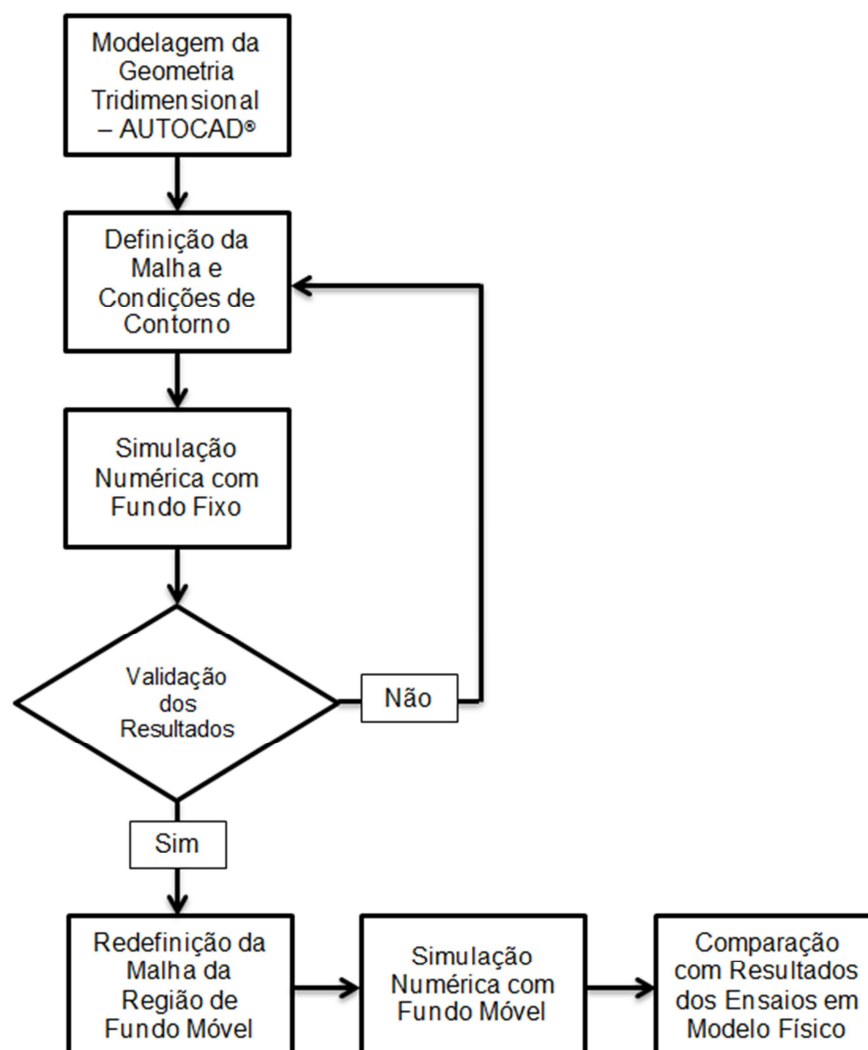 Modelagem da
Geometria
Tridimensional
– AUTOCAD®
Definição da
Malha e
Condições de
Contorno
Simulação
Numérica com
Fundo Fixo
Validação
dos
Resultados
Não
Sim
Redefinição da
Malha da
Região de
Fundo Móvel
Simulação
Numérica com
Fundo Móvel
Comparação
com Resultados
dos Ensaios em
Modelo Físico